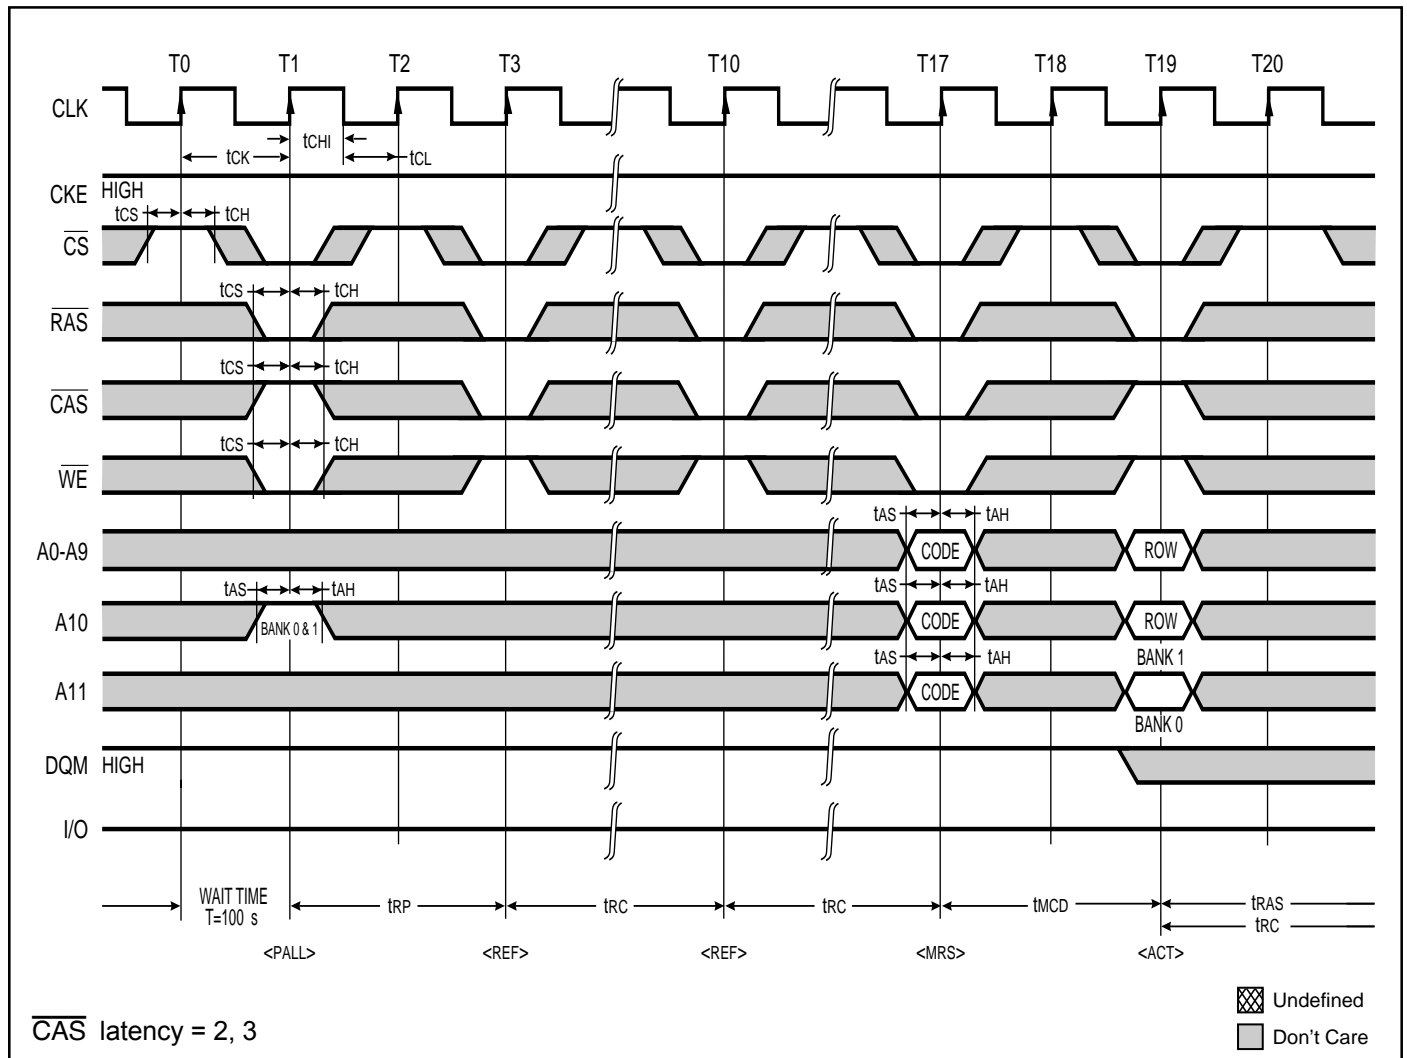 T0 T1 T2 T3 T10 T17 T18 T19 T20
CLK
tCHI
tCK tCL
CKE HIGH
tCS tCH
CS
tCS tCH
RAS
tCS tCH
CAS
tCS tCH
WE
tAS tAH
A0-A9 CODE ROW
tAS tAH tAS tAH
A10 BANK 0 & 1 CODE ROW
tAS tAH BANK 1
A11 CODE
BANK 0
DQM HIGH
I/O
WAIT TIME
T=100 s
tRP tRC tRC tMCD tRAS
tRC
<PALL> <REF> <REF> <MRS> <ACT>
Undefined
CAS latency = 2, 3
Don't Care